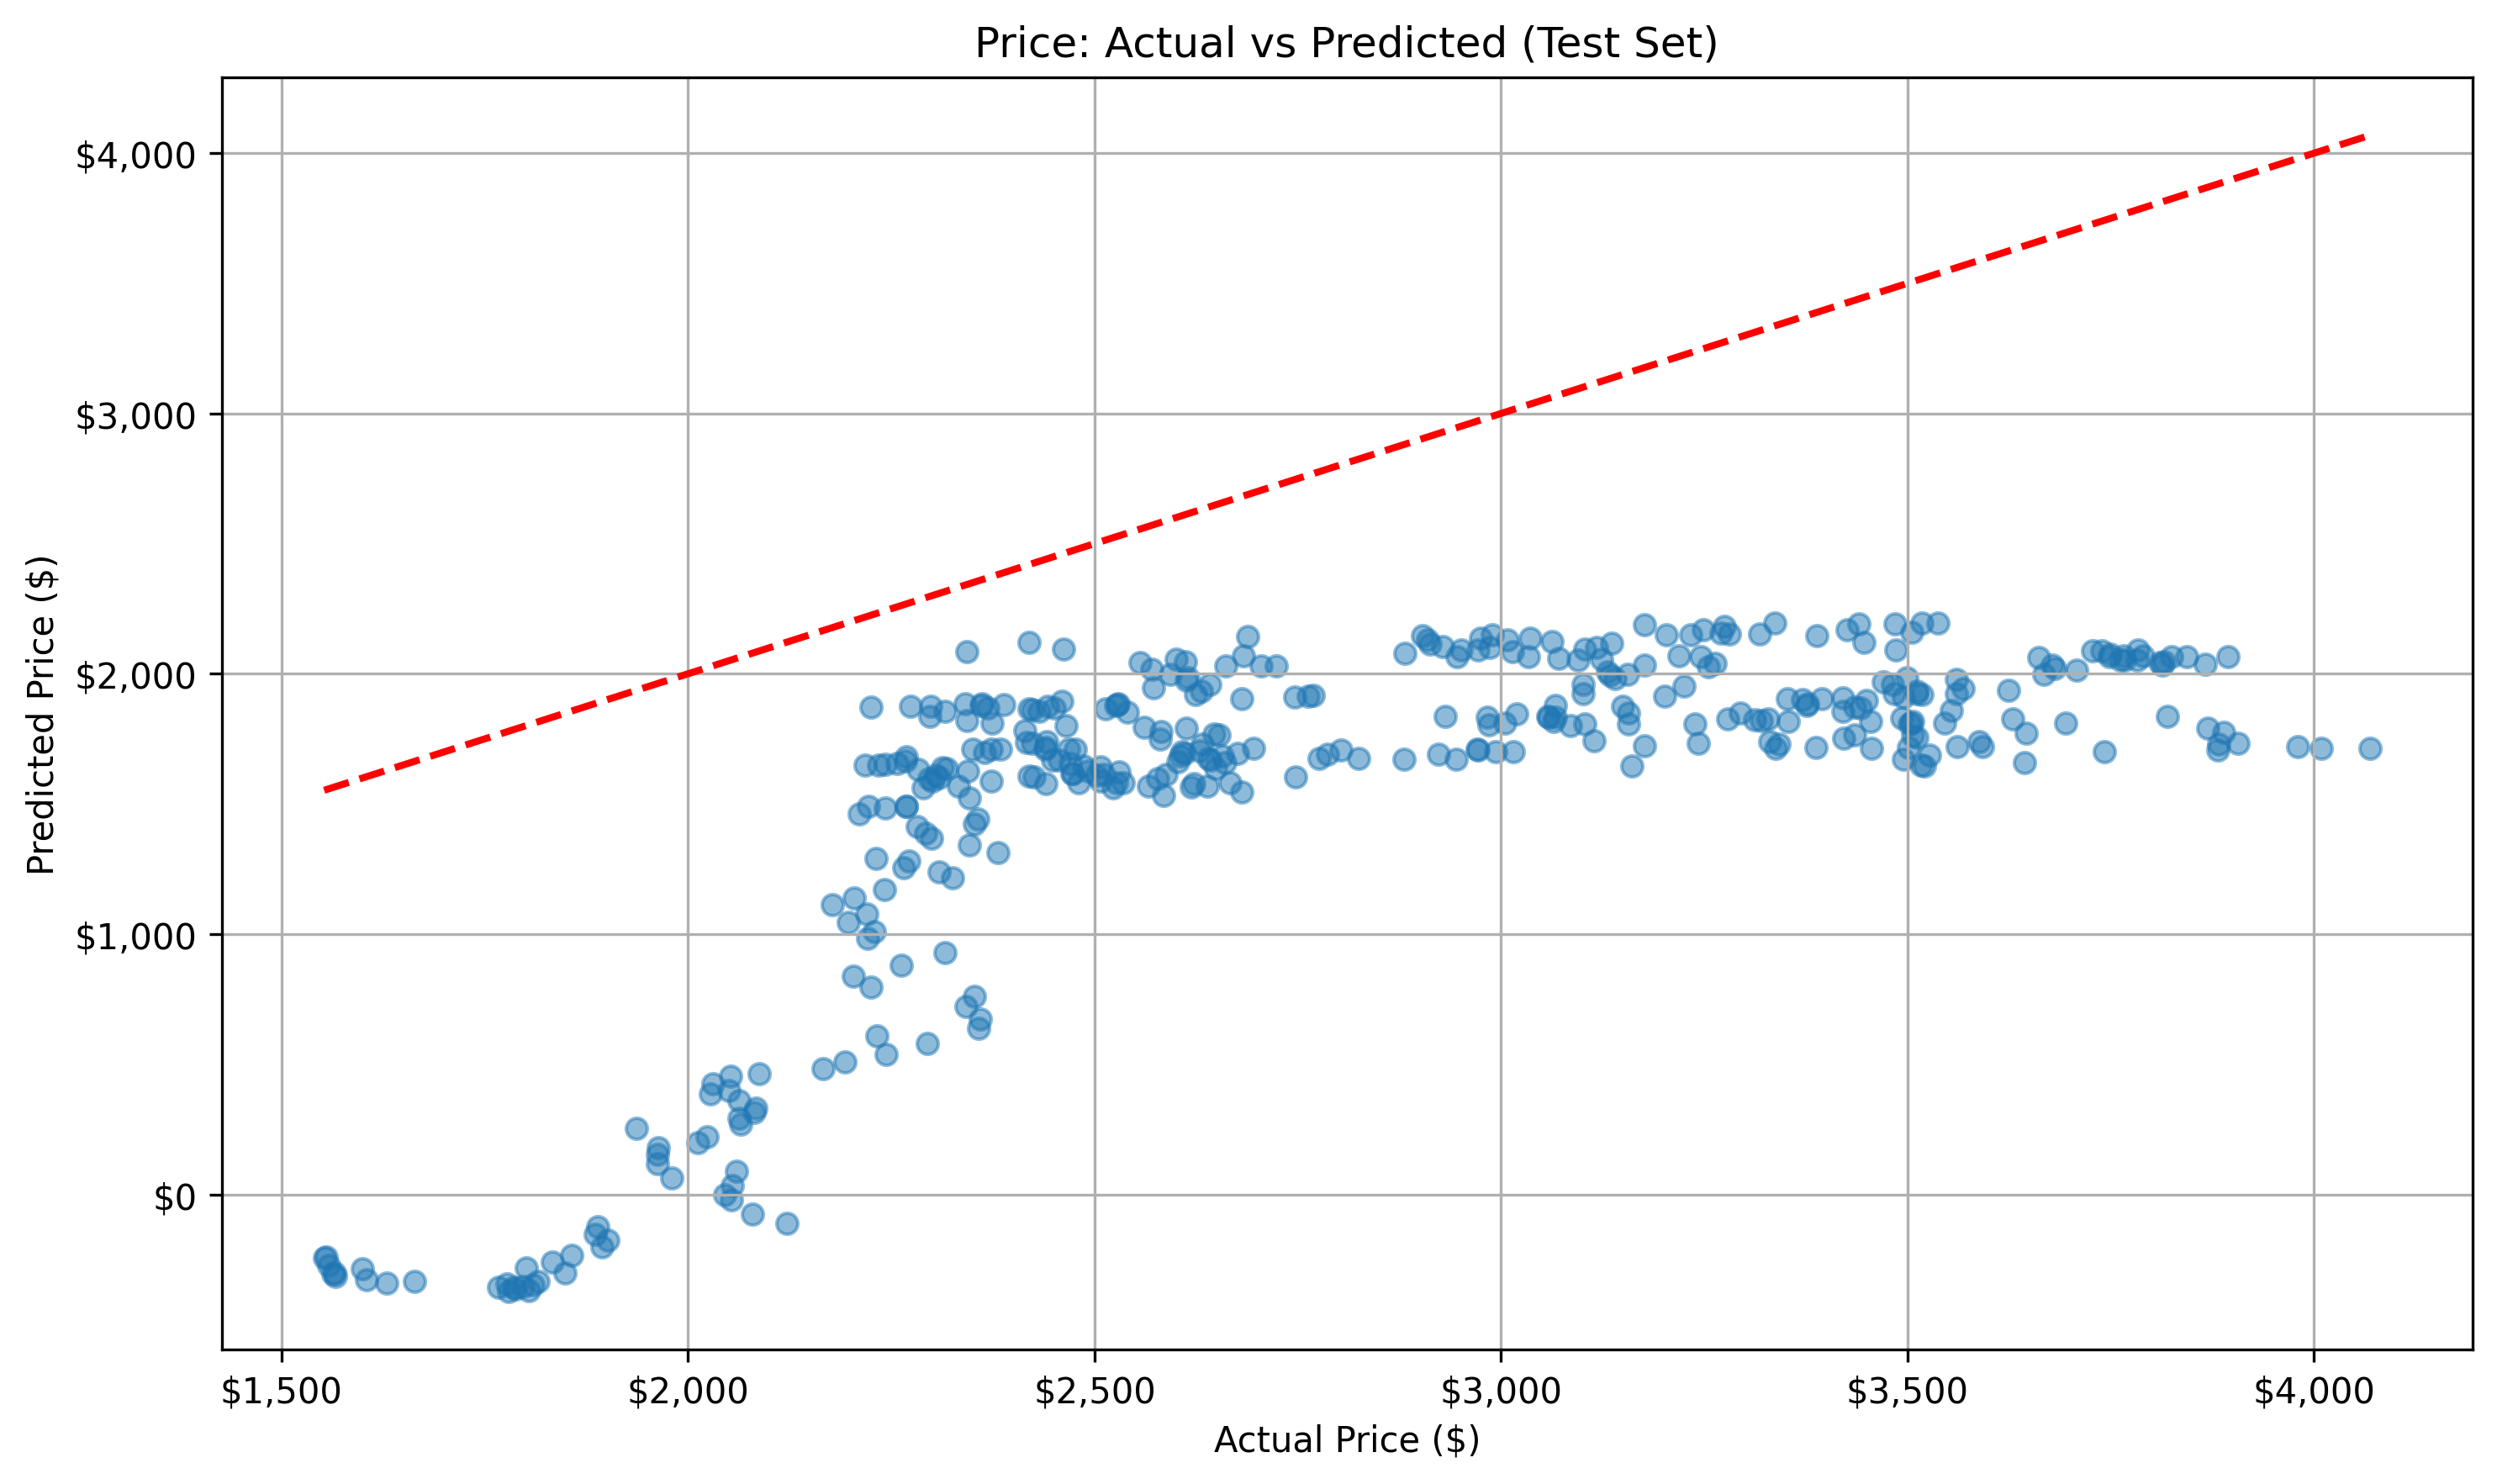 Price: Actual vs Predicted (Test Set)
Predicted Price ($)
$4,000
$3,000
$2,000
$1,000
$0
$1,500 $2,000 $2,500 $3,000 $3,500 $4,000
Actual Price ($)